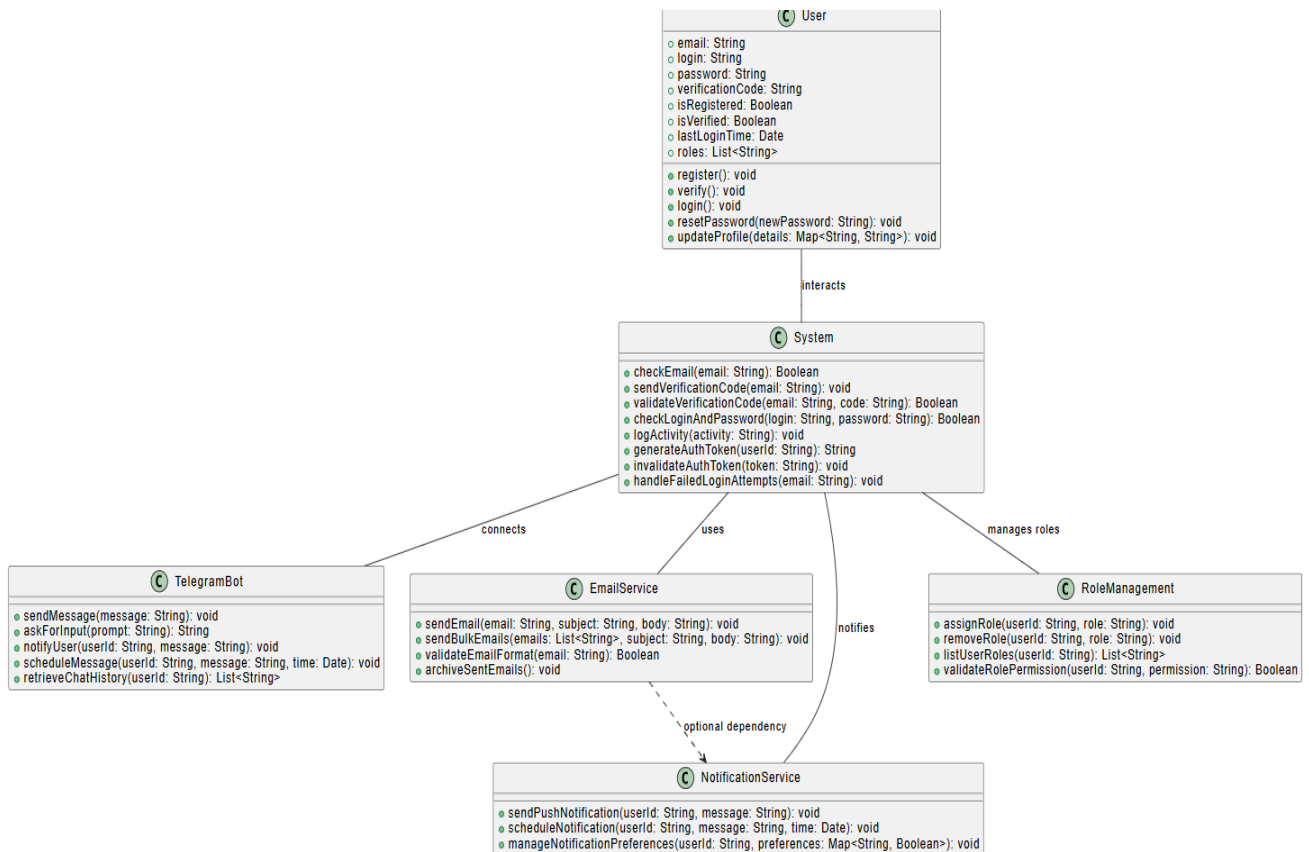 C User
email: String
login: String
password: String
verificationCode: String
isRegistered: Boolean
isVerified: Boolean
lastLoginTime: Date
roles: List<String>
register(): void
verify(): void
login(): void
resetPassword(newPassword: String): void
updateProfile(details: Map<String, String>): void
interacts
C System
checkEmail(email: String): Boolean
sendVerificationCode(email: String): void
validateVerificationCode(email: String, code: String): Boolean
checkLoginAndPassword(login: String, password: String): Boolean
logActivity(activity: String): void
generateAuthToken(userId: String): String
invalidateAuthToken(token: String): void
handleFailedLoginAttempts(email: String): void
connects
uses
notifies
manages roles
C TelegramBot
sendMessage(message: String): void
askForInput(prompt: String): String
notifyUser(userId: String, message: String): void
scheduleMessage(userId: String, message: String, time: Date): void
retrieveChatHistory(userId: String): List<String>
C EmailService
sendEmail(email: String, subject: String, body: String): void
sendBulkEmails(emails: List<String>, subject: String, body: String): void
validateEmailFormat(email: String): Boolean
archiveSentEmails(): void
C RoleManagement
assignRole(userId: String, role: String): void
removeRole(userId: String, role: String): void
listUserRoles(userId: String): List<String>
validateRolePermission(userId: String, permission: String): Boolean
optional dependency
C NotificationService
sendPushNotification(userId: String, message: String): void
scheduleNotification(userId: String, message: String, time: Date): void
manageNotificationPreferences(userId: String, preferences: Map<String, Boolean>): void